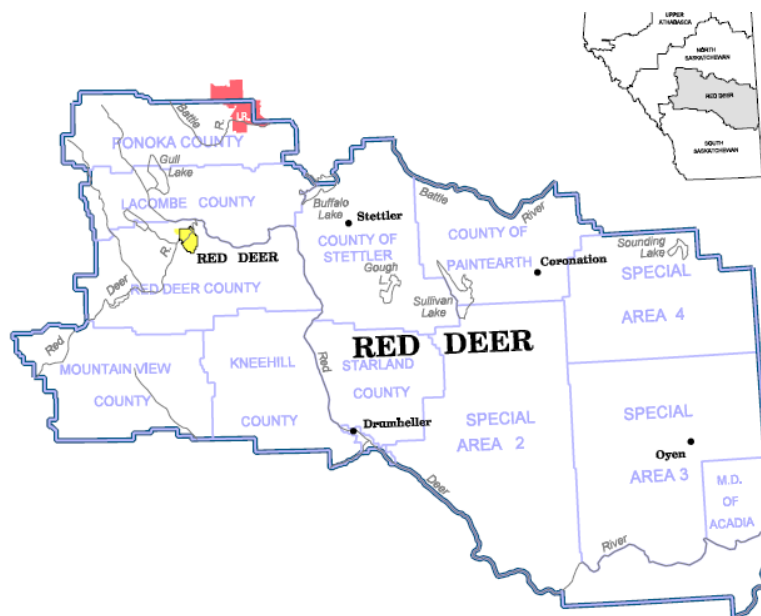 UPPER
ATHABASCA
NORTH
SASKATCHEWAN
RED DEER
SOUTH
SASKATCHEWAN
Battle
R.
I.R.
PONOKA COUNTY
Gull
Lake
LACOMBE COUNTY
Buffalo
Lake
Stettler
Battle
River
R.
RED DEER
COUNTY OF
STETTLER
COUNTY OF
PAINTEARTH
Coronation
Sounding
Lake
SPECIAL
AREA 4
Deer
RED DEER COUNTY
Gough
L.
Sullivan
Lake
Red
RED DEER
MOUNTAIN VIEW
COUNTY
KNEEHILL
COUNTY
Red
STARLAND
COUNTY
Drumheller
SPECIAL
AREA 2
SPECIAL
AREA 3
Oyen
M.D.
OF
ACADIA
Deer
River